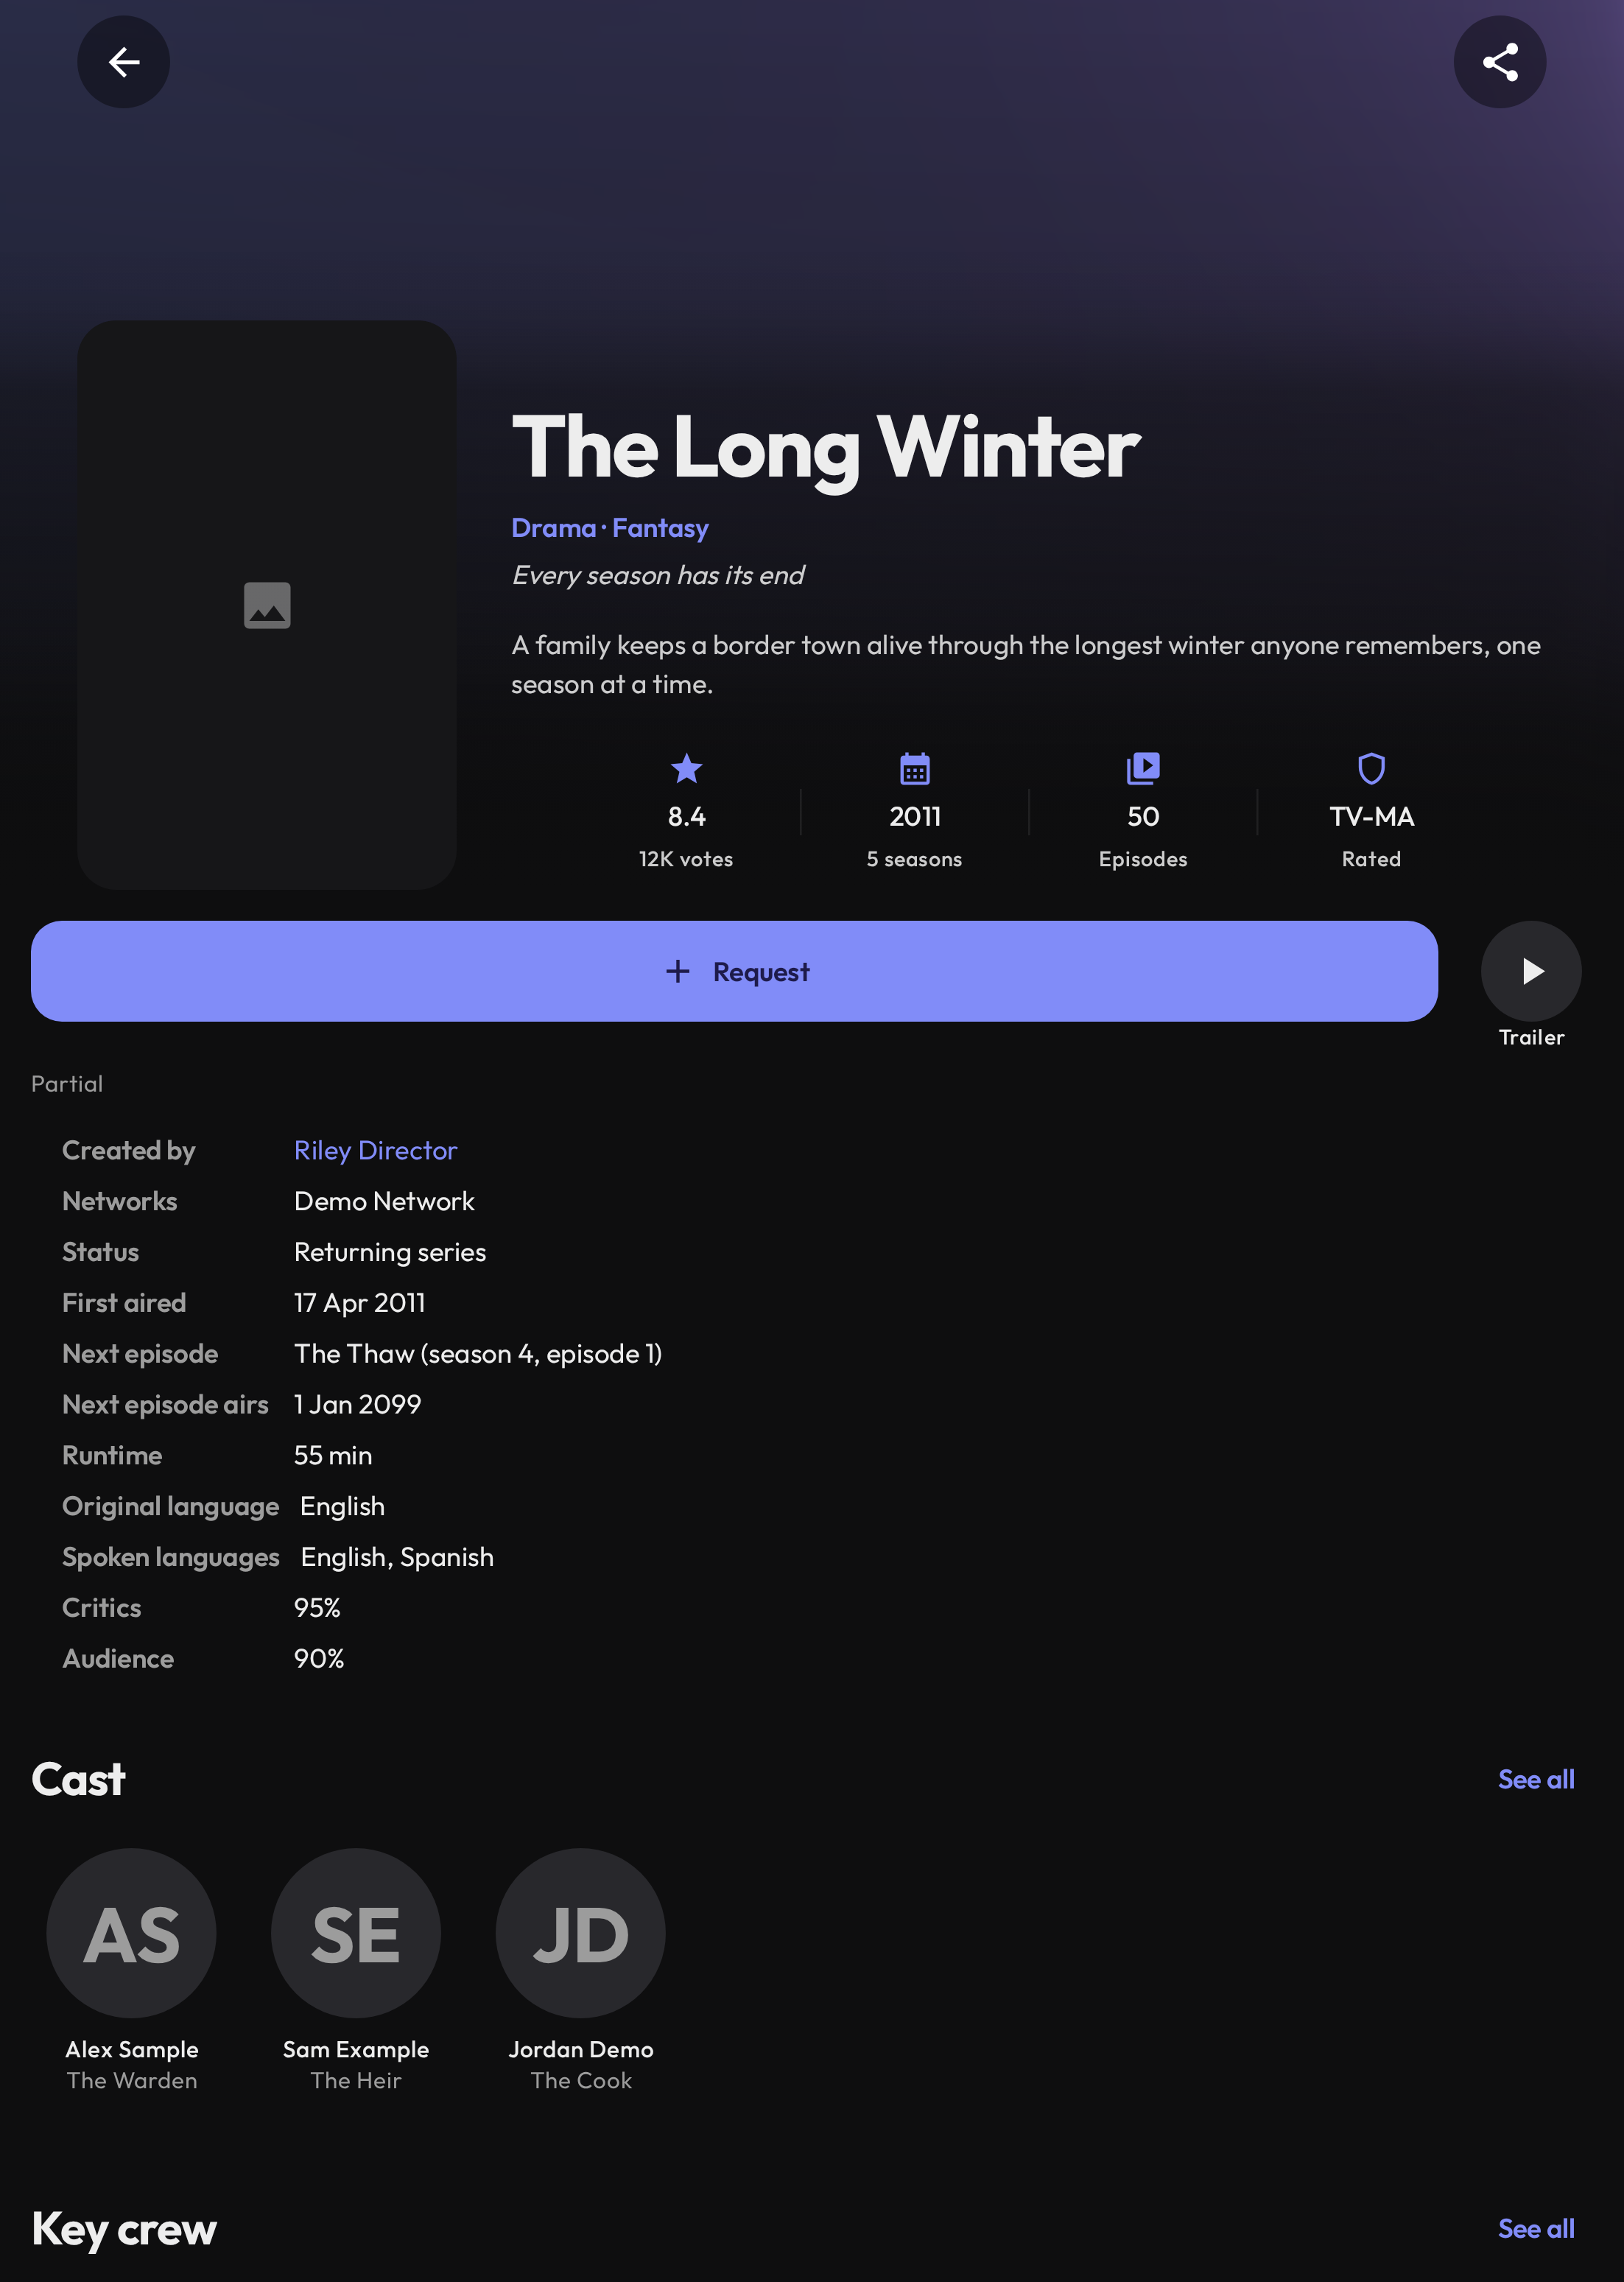 The Long Winter
Drama · Fantasy
Every season has its end
A family keeps a border town alive through the longest winter anyone remembers, one
season at a time.
8.4
12K votes
2011
5 seasons
50
Episodes
TV-MA
Rated
Request
Trailer
Partial
Created by Riley Director
Networks Demo Network
Status Returning series
First aired 17 Apr 2011
Next episode The Thaw (season 4, episode 1)
Next episode airs 1 Jan 2099
Runtime 55 min
Original language English
Spoken languages English, Spanish
Critics 95%
Audience 90%
Cast See all
AS
Alex Sample
The Warden
SE
Sam Example
The Heir
JD
Jordan Demo
The Cook
Key crew See all